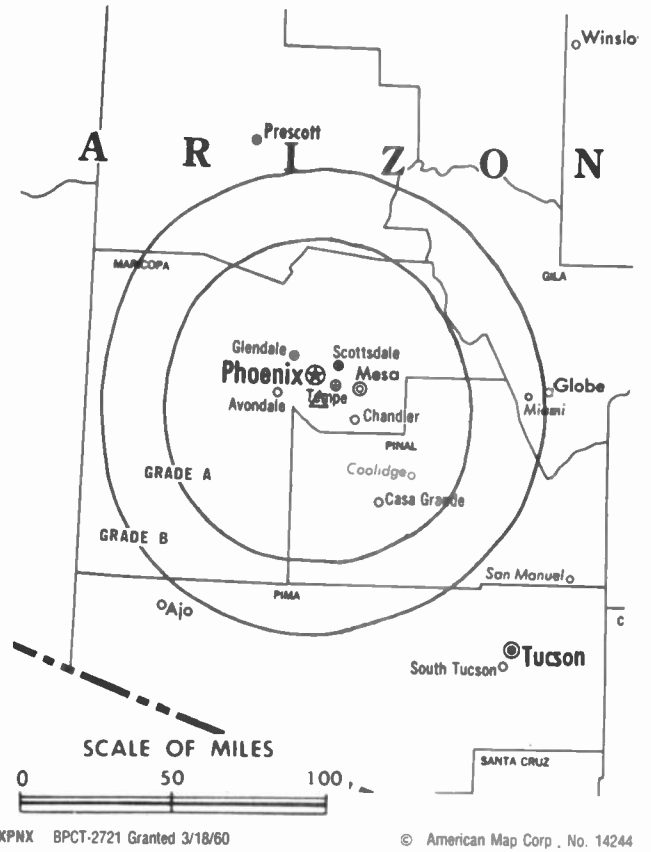 Winslo
Prescott
A R I Z O N
MARICOPA
GILA
Glendale
Scottsdale
Phoenix
Mesa
Tempe
Globe
Miami
Avondale
Chandler
PINAL
GRADE A
Coolidge
Casa Grande
GRADE B
San Manuel
PIMA
Ajo
C
Tucson
South Tucson
SCALE OF MILES
SANTA CRUZ
0 50 100
KPNX BPCT-2721 Granted 3/18/60
© American Map Corp., No. 14244